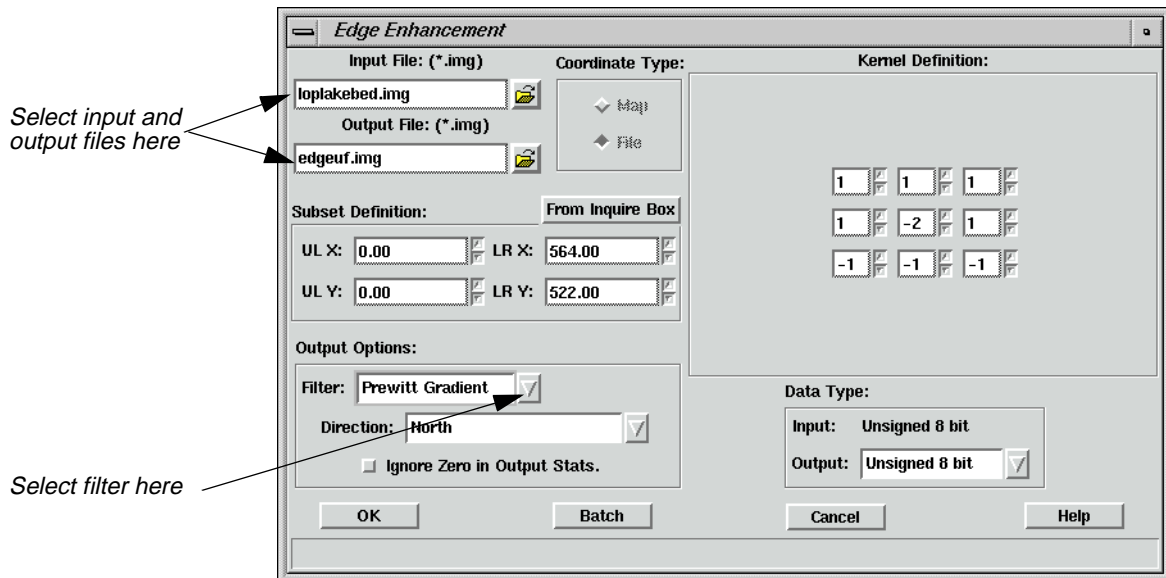 Edge Enhancement
Input File: (*.img)
Coordinate Type:
Kernel Definition:
loplakebed.img
Map
Select input and
output files here
Output File: (*.img)
File
edgeuf.img
1 1 1
Subset Definition:
From Inquire Box
1 -2 1
UL X: 0.00 LR X: 564.00
-1 -1 -1
UL Y: 0.00 LR Y: 522.00
Output Options:
Filter: Prewitt Gradient
Data Type:
Direction: North
Input: Unsigned 8 bit
Ignore Zero in Output Stats.
Output: Unsigned 8 bit
Select filter here
OK Batch Cancel Help